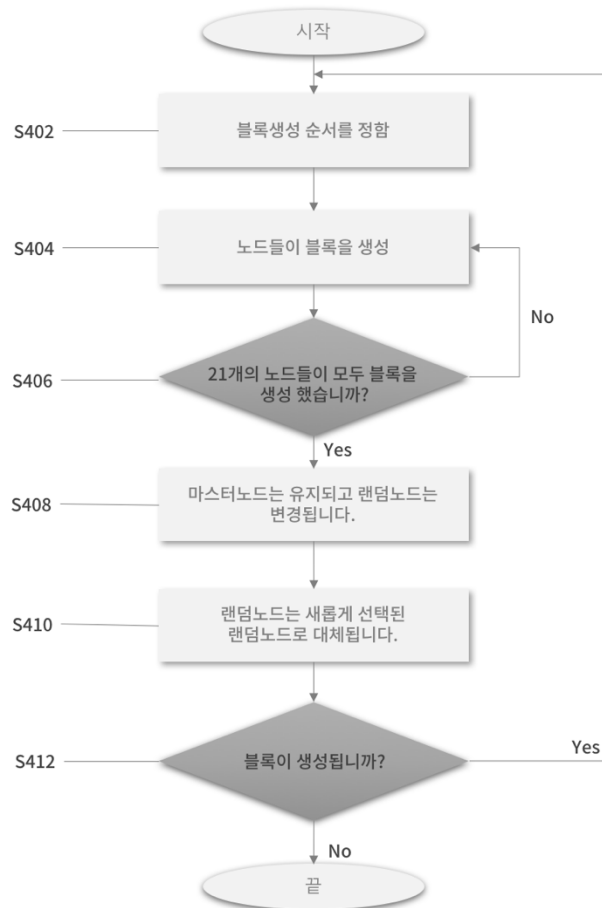 시작
S402
블록생성 순서를 정함
S404
노드들이 블록을 생성
No
S406
21개의 노드들이 모두 블록을
생성 했습니까?
Yes
S408
마스터노드는 유지되고 랜덤노드는
변경됩니다.
S410
랜덤노드는 새롭게 선택된
랜덤노드로 대체됩니다.
S412
블록이 생성됩니까?
Yes
No
끝